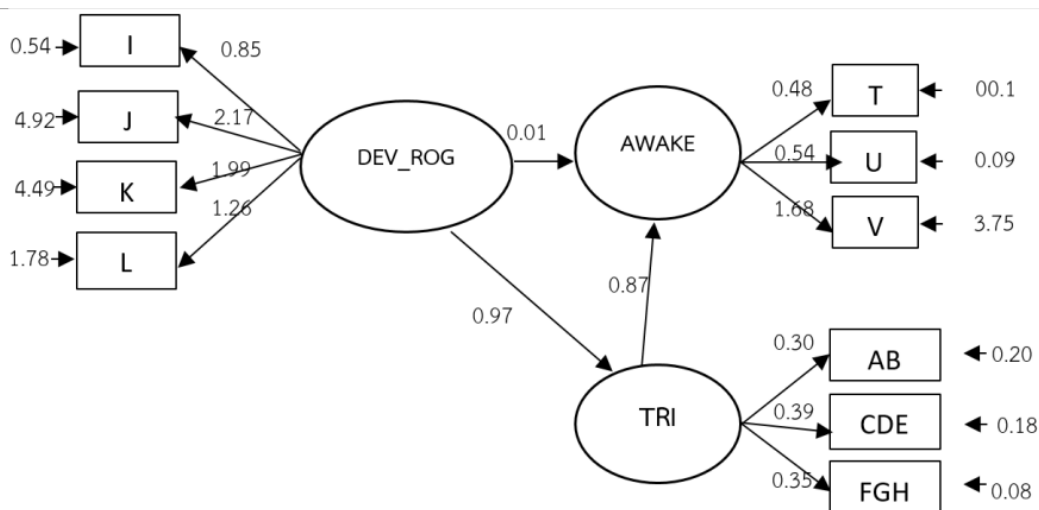 0.54
I
0.85
4.92
J
2.17
4.49
K
1.99
1.78
L
1.26
DEV_ROG
0.01
AWAKE
0.48
T
00.1
0.54
U
0.09
1.68
V
3.75
0.97
0.87
TRI
0.30
AB
0.20
0.39
CDE
0.18
0.35
FGH
0.08